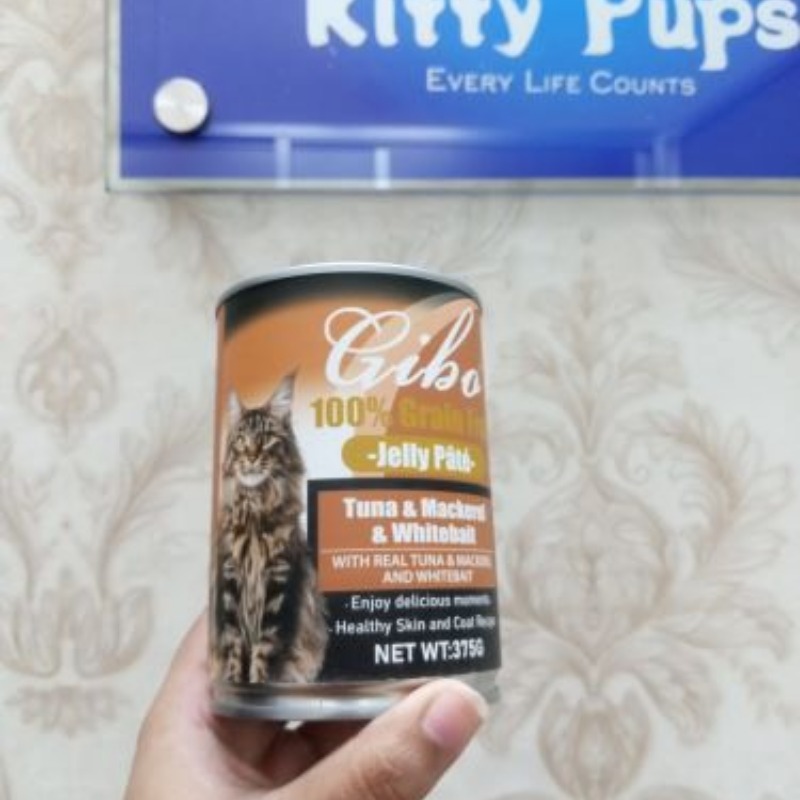 Kitty Pups
EVERY LIFE COUNTS
Gibo
100% Grain
-Jelly Pâté-
Tuna & Mackerel
& Whitebait
WITH REAL TUNA & MACKEREL
AND WHITEBAIT
· Enjoy delicious moments
· Healthy Skin and Coat
NET WT:375G